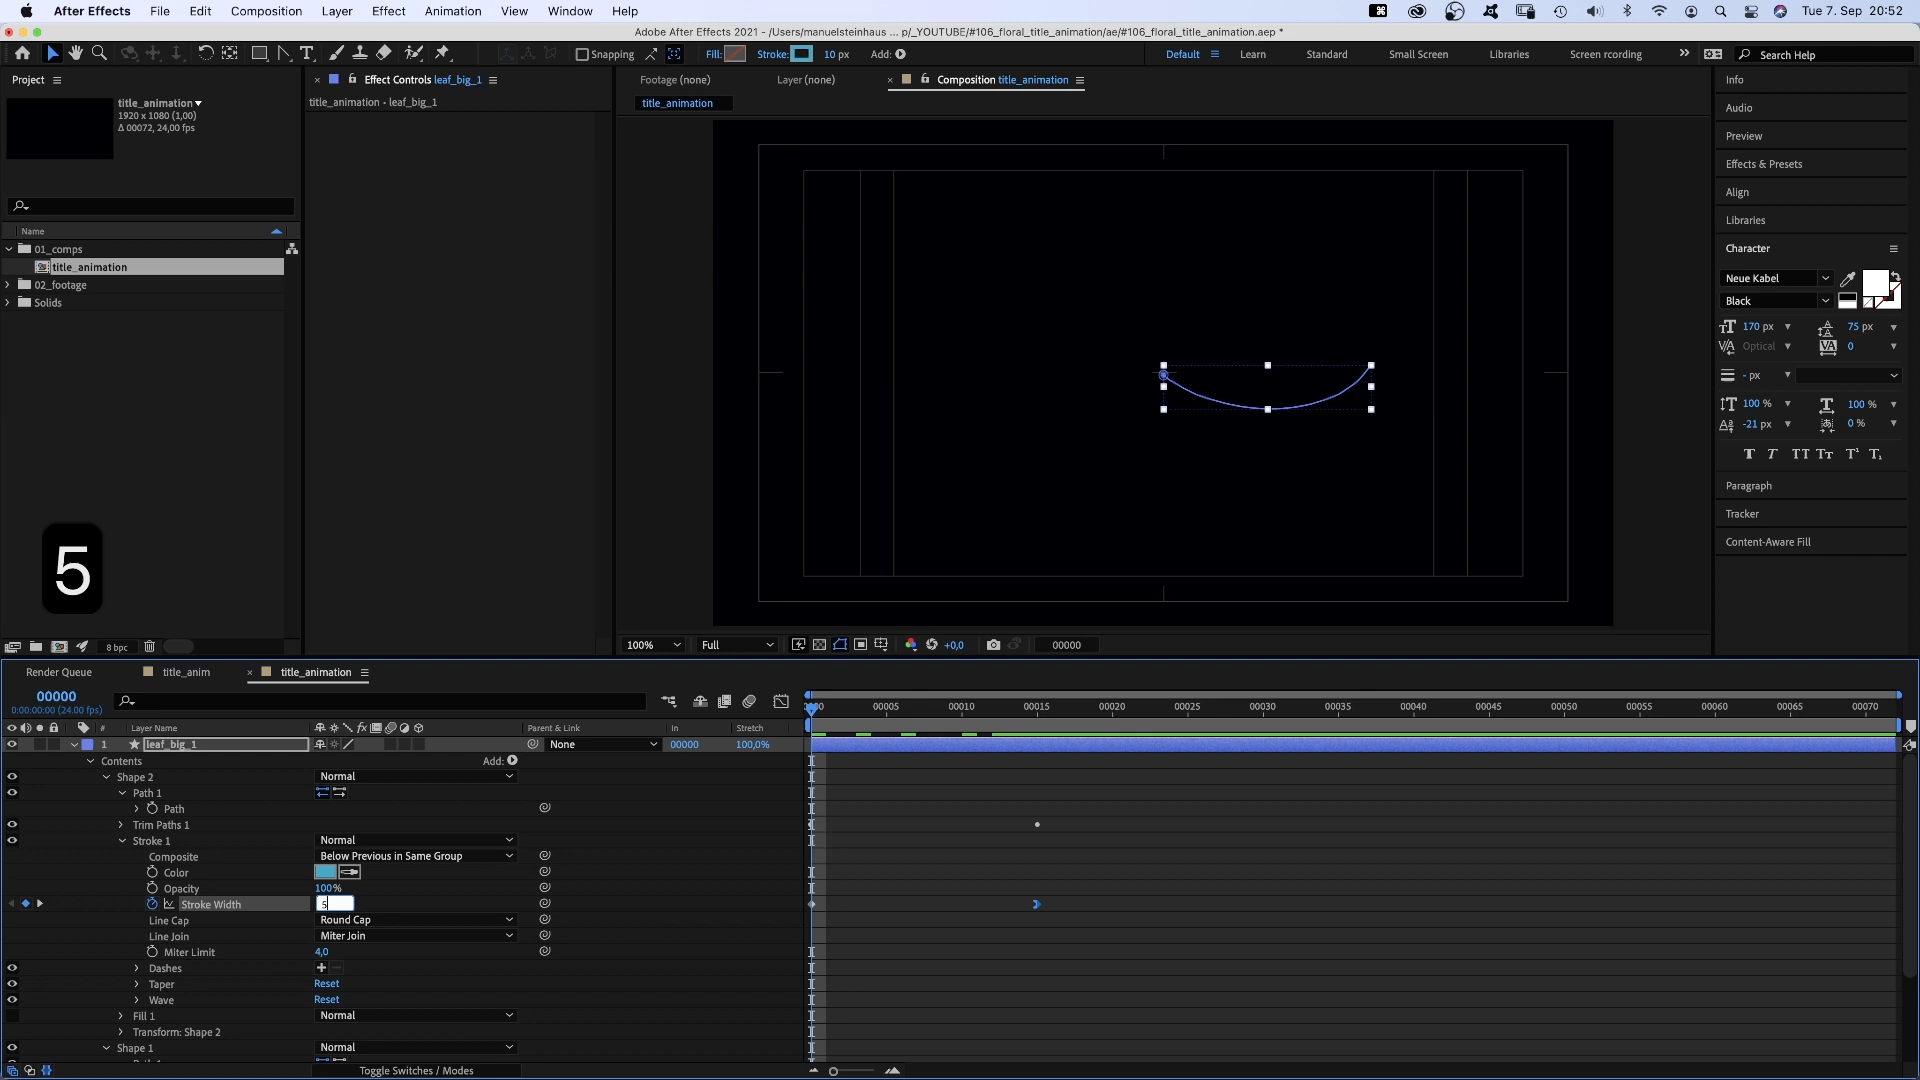 After Effects File Edit Composition Layer Effect Animation View Window Help
Tue 7. Sep 20:52
Adobe After Effects 2021 - /Users/manuelsteinhaus ... p/_YOUTUBE/#106_floral_title_animation/ae/#106_floral_title_animation.aep *
Snapping Fill: Stroke: 10 px Add:
Default Learn Standard Small Screen Libraries Screen recording Search Help
Project
Effect Controls leaf_big_1
Footage (none) Layer (none) Composition title_animation
Info
title_animation
1920 x 1080 (1,00)
Δ 00072, 24,00 fps
title_animation - leaf_big_1
title_animation
Audio
Preview
Effects & Presets
Align
Libraries
Name
01_comps
title_animation
02_footage
Solids
Character
Neue Kabel
Black
170 px 75 px
Optical 0
- px
100 % 100 %
-21 px 0 %
Paragraph
Tracker
Content-Aware Fill
5
8 bpc
100% Full +0,0 00000
Render Queue title_anim title_animation
00000
0:00:00:00 (24.00 fps)
00005 00010 00015 00020 00025 00030 00035 00040 00045 00050 00055 00060 00065 00070
# Layer Name Parent & Link In Stretch
1 leaf_big_1 None 00000 100,0%
Contents Add:
Shape 2 Normal
Path 1
Path
Trim Paths 1
Stroke 1 Normal
Composite Below Previous in Same Group
Color
Opacity 100%
Stroke Width 5
Line Cap Round Cap
Line Join Miter Join
Miter Limit 4,0
Dashes
Taper Reset
Wave Reset
Fill 1 Normal
Transform: Shape 2
Shape 1 Normal
Toggle Switches / Modes